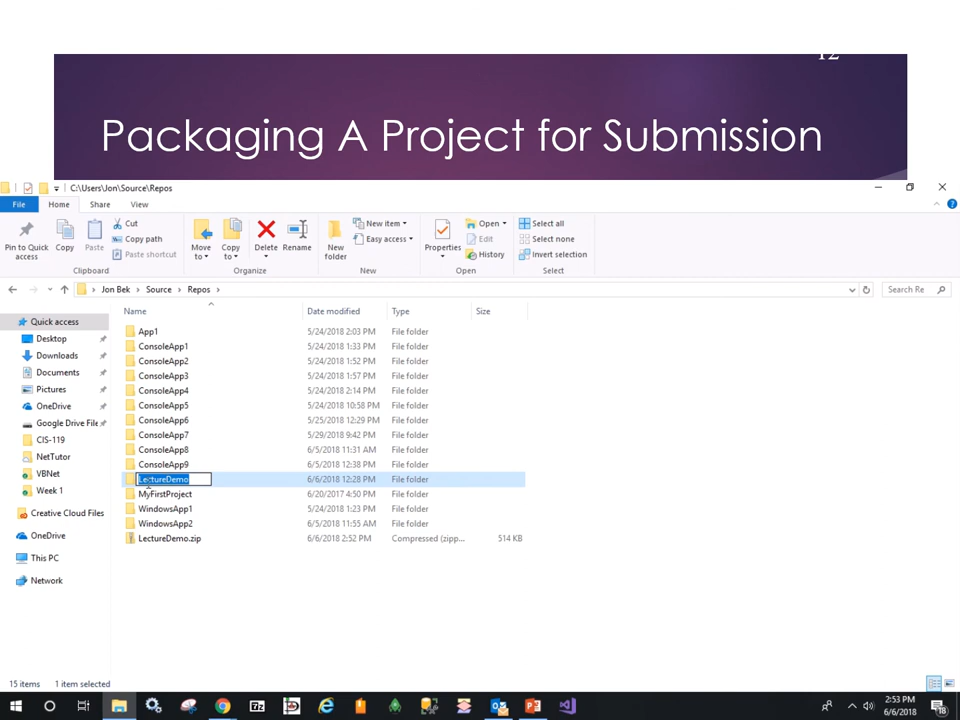 12
Packaging A Project for Submission
C:\Users\Jon\Source\Repos
File Home Share View
Pin to Quick access
Copy
Paste
Cut
Copy path
Paste shortcut
Move to
Copy to
Delete
Rename
New folder
New item
Easy access
Properties
Open
Edit
History
Select all
Select none
Invert selection
Clipboard Organize New Open Select
Jon Bek > Source > Repos > Search Re
Name Date modified Type Size
Quick access
Desktop
Downloads
Documents
Pictures
OneDrive
Google Drive File
CIS-119
NetTutor
VBNet
Week 1
Creative Cloud Files
OneDrive
This PC
Network
App1 5/24/2018 2:03 PM File folder
ConsoleApp1 5/24/2018 1:33 PM File folder
ConsoleApp2 5/24/2018 1:52 PM File folder
ConsoleApp3 5/24/2018 1:57 PM File folder
ConsoleApp4 5/24/2018 2:14 PM File folder
ConsoleApp5 5/24/2018 10:58 PM File folder
ConsoleApp6 5/25/2018 12:29 PM File folder
ConsoleApp7 5/29/2018 9:42 PM File folder
ConsoleApp8 6/5/2018 11:31 AM File folder
ConsoleApp9 6/5/2018 12:38 PM File folder
LectureDemo 6/6/2018 12:28 PM File folder
MyFirstProject 6/20/2017 4:50 PM File folder
WindowsApp1 5/24/2018 1:23 PM File folder
WindowsApp2 6/5/2018 11:55 AM File folder
LectureDemo.zip 6/6/2018 2:52 PM Compressed (zipp... 514 KB
15 items 1 item selected
2:53 PM
6/6/2018
18